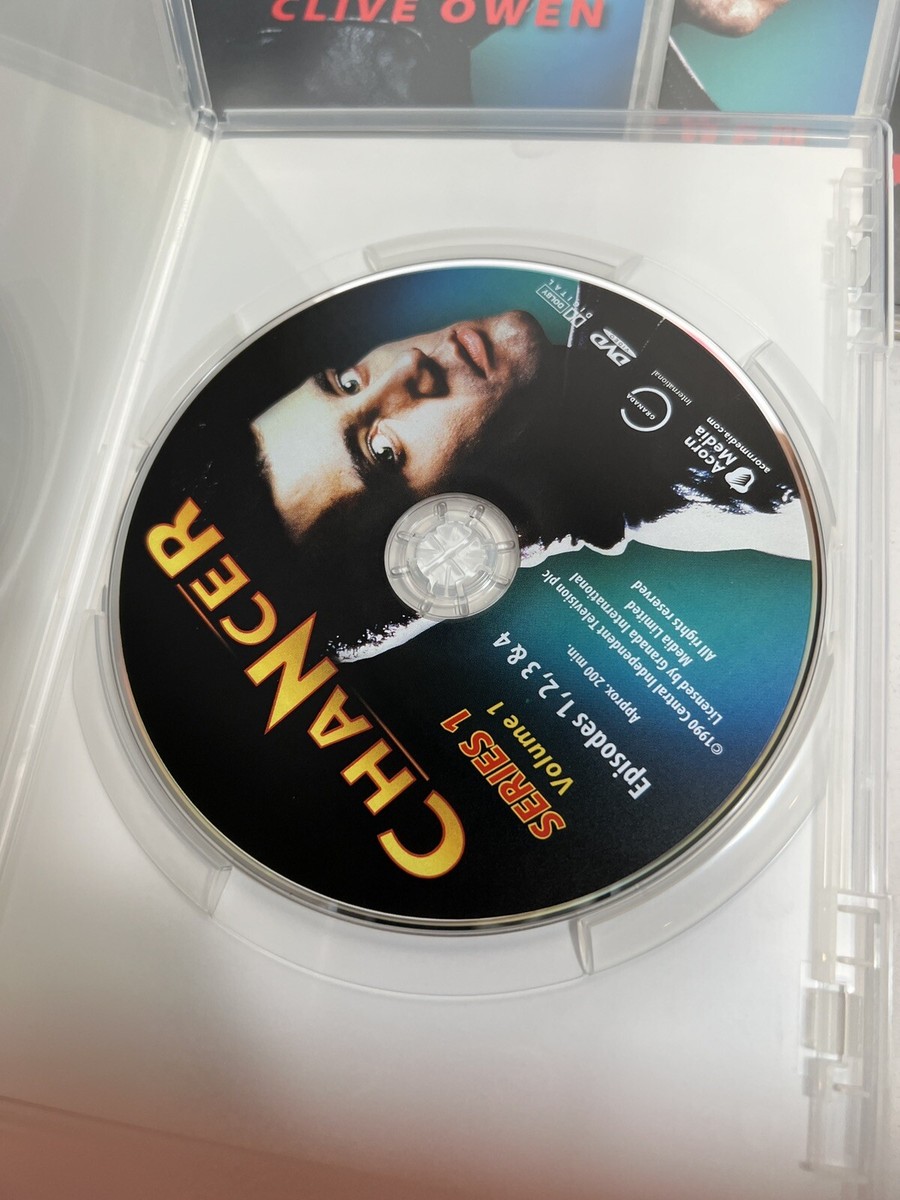 CLIVE OWEN
CHANCER
SERIES 1
Volume 1
Episodes 1, 2, 3 & 4
Approx. 200 min.
©1990 Central Independent Television plc
Licensed by Granada International
Media Limited
All rights reserved
DOLBY
DIGITAL
DVD
VIDEO
GRANADA
International
Acorn
Media
acornmedia.com